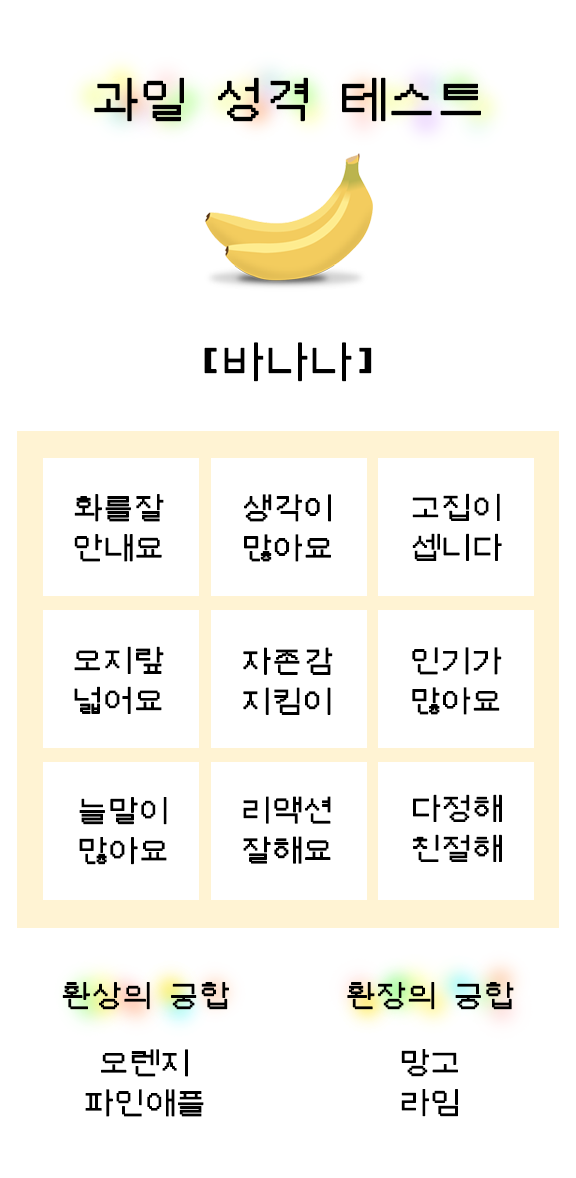 과일 성격 테스트
[바나나]
화를잘
안내요
생각이
많아요
고집이
셉니다
오지랖
넓어요
자존감
지킴이
인기가
많아요
늘말이
많아요
리액션
잘해요
다정해
친절해
환상의 궁합
환장의 궁합
오렌지
파인애플
망고
라임